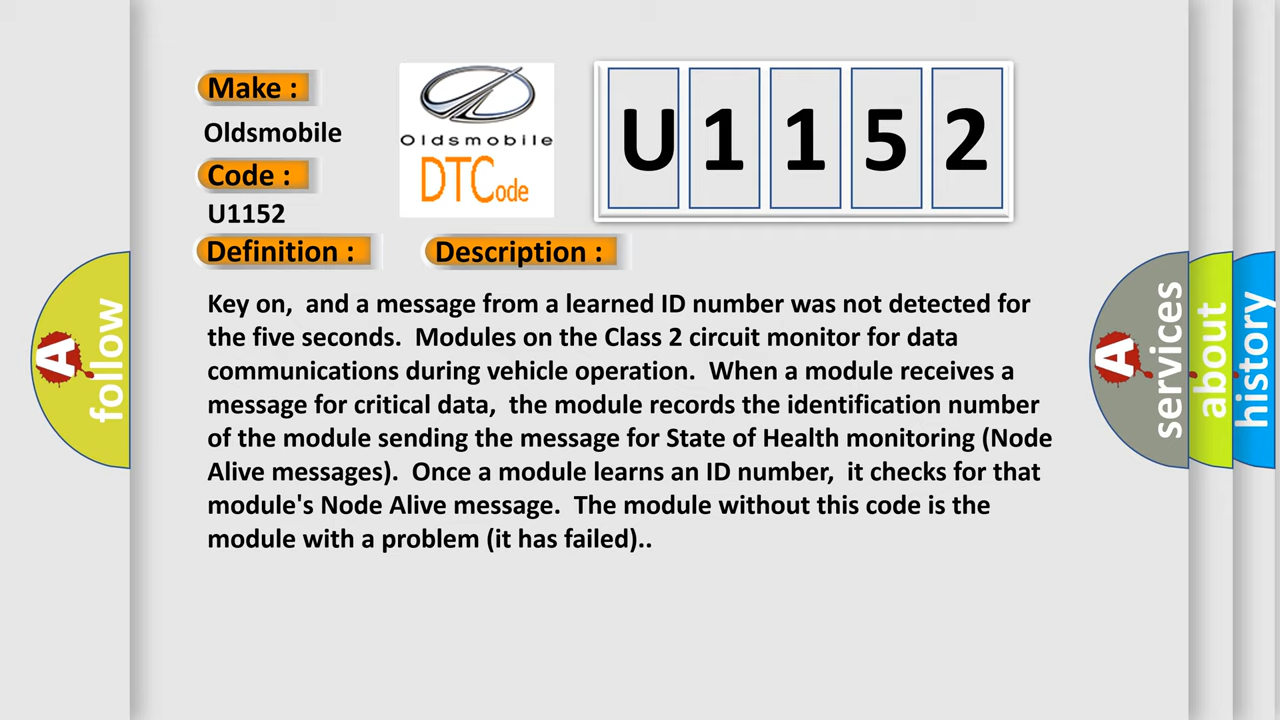 Make :
Oldsmobile
Code :
U1152
Oldsmobile
DTCode
U1152
Definition :
Description :
Key on,  and a message from a learned ID number was not detected for
the five seconds  Modules on the Class 2 circuit monitor for data
communications during vehicle operation.  When a module receives a
message for critical data,  the module records the identification number
of the module sending the message for State of Health monitoring (Node
Alive messages).  Once a module learns an ID number,  it checks for that
module's Node Alive message.  The module without this code is the
module with a problem (it has failed)..
A follow
A services
about
history